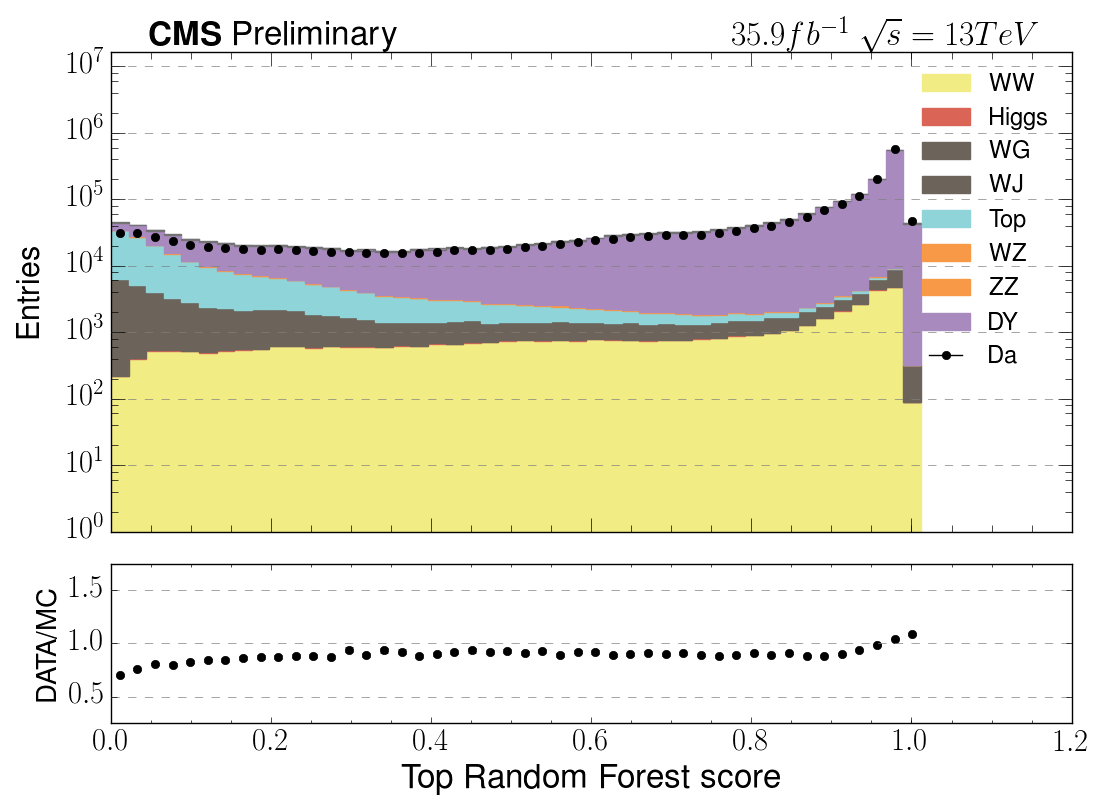 CMS Preliminary 35.9fb⁻¹ √s = 13TeV
10⁷
10⁶
10⁵
10⁴
10³
10²
10¹
10⁰
Entries
WW
Higgs
WG
WJ
Top
WZ
ZZ
DY
Da
1.5
1.0
0.5
DATA/MC
0.0 0.2 0.4 0.6 0.8 1.0 1.2
Top Random Forest score